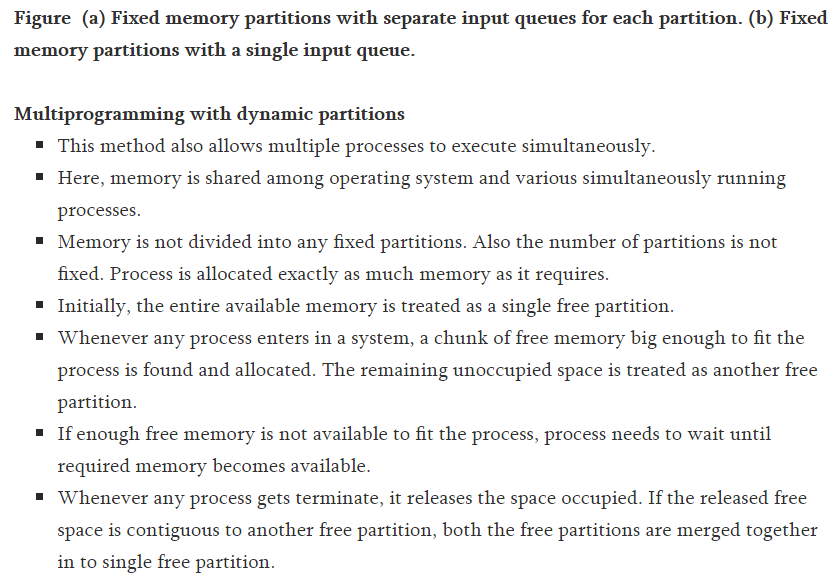 Figure (a) Fixed memory partitions with separate input queues for each partition. (b) Fixed
memory partitions with a single input queue.
Multiprogramming with dynamic partitions
▪ This method also allows multiple processes to execute simultaneously.
▪ Here, memory is shared among operating system and various simultaneously running
processes.
▪ Memory is not divided into any fixed partitions. Also the number of partitions is not
fixed. Process is allocated exactly as much memory as it requires.
▪ Initially, the entire available memory is treated as a single free partition.
▪ Whenever any process enters in a system, a chunk of free memory big enough to fit the
process is found and allocated. The remaining unoccupied space is treated as another free
partition.
▪ If enough free memory is not available to fit the process, process needs to wait until
required memory becomes available.
▪ Whenever any process gets terminate, it releases the space occupied. If the released free
space is contiguous to another free partition, both the free partitions are merged together
in to single free partition.